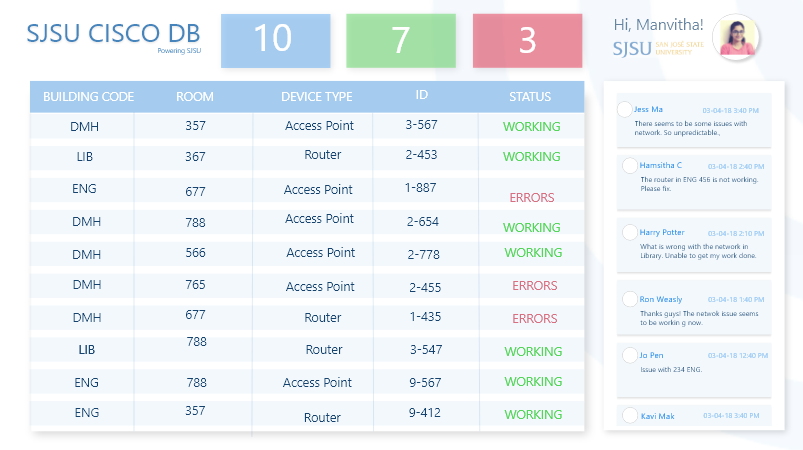 SJSU CISCO DB
Powering SJSU
10
7
3
Hi, Manvitha!
SJSU SAN JOSÉ STATE
UNIVERSITY
BUILDING CODE ROOM DEVICE TYPE ID STATUS
DMH 357 Access Point 3-567 WORKING
LIB 367 Router 2-453 WORKING
ENG 677 Access Point 1-887 ERRORS
DMH 788 Access Point 2-654 WORKING
DMH 566 Access Point 2-778 WORKING
DMH 765 Access Point 2-455 ERRORS
DMH 677 Router 1-435 ERRORS
LIB 788 Router 3-547 WORKING
ENG 788 Access Point 9-567 WORKING
ENG 357 Router 9-412 WORKING
Jess Ma 03-04-18 3:40 PM
There seems to be some issues with
network. So unpredictable.,
Hamsitha C 03-04-18 2:40 PM
The router in ENG 456 is not working.
Please fix.
Harry Potter 03-04-18 2:10 PM
What is wrong with the network in
Library. Unable to get my work done.
Ron Weasly 03-04-18 1:40 PM
Thanks guys! The netwok issue seems
to be workin g now.
Jo Pen 03-04-18 12:40 PM
Issue with 234 ENG.
Kavi Mak 03-04-18 3:40 PM